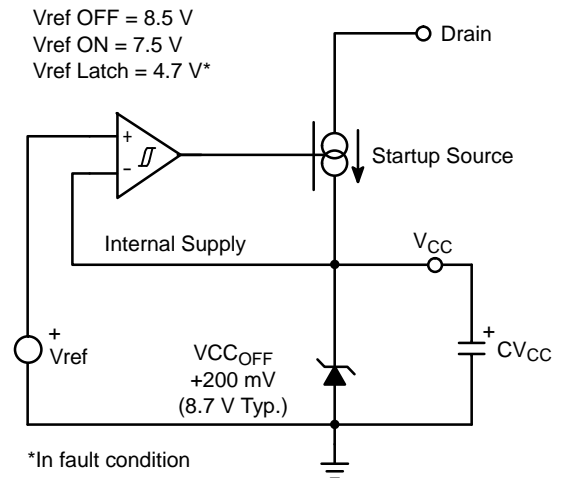 Vref OFF = 8.5 V
Vref ON = 7.5 V
Vref Latch = 4.7 V*
Drain
+
-
Startup Source
Internal Supply
VCC
+
Vref
VCCOFF
+200 mV
(8.7 V Typ.)
+
CVCC
*In fault condition